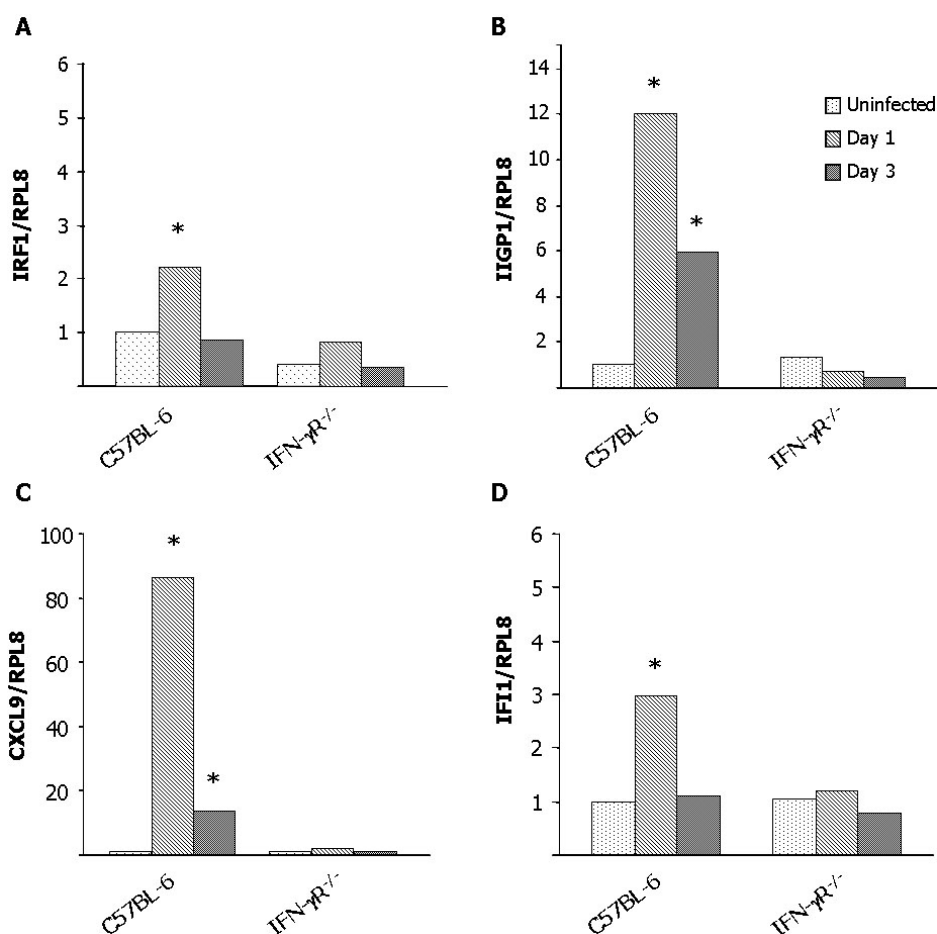 A
6
5
4
3
2
1
IRF1/RPL8
*
C57BL-6
IFN-γR-/-
B
14
12
10
8
6
4
2
IIGP1/RPL8
*
*
Uninfected
Day 1
Day 3
C57BL-6
IFN-γR-/-
C
100
80
60
40
20
CXCL9/RPL8
*
*
C57BL-6
IFN-γR-/-
D
6
5
4
3
2
1
IFI1/RPL8
*
C57BL-6
IFN-γR-/-